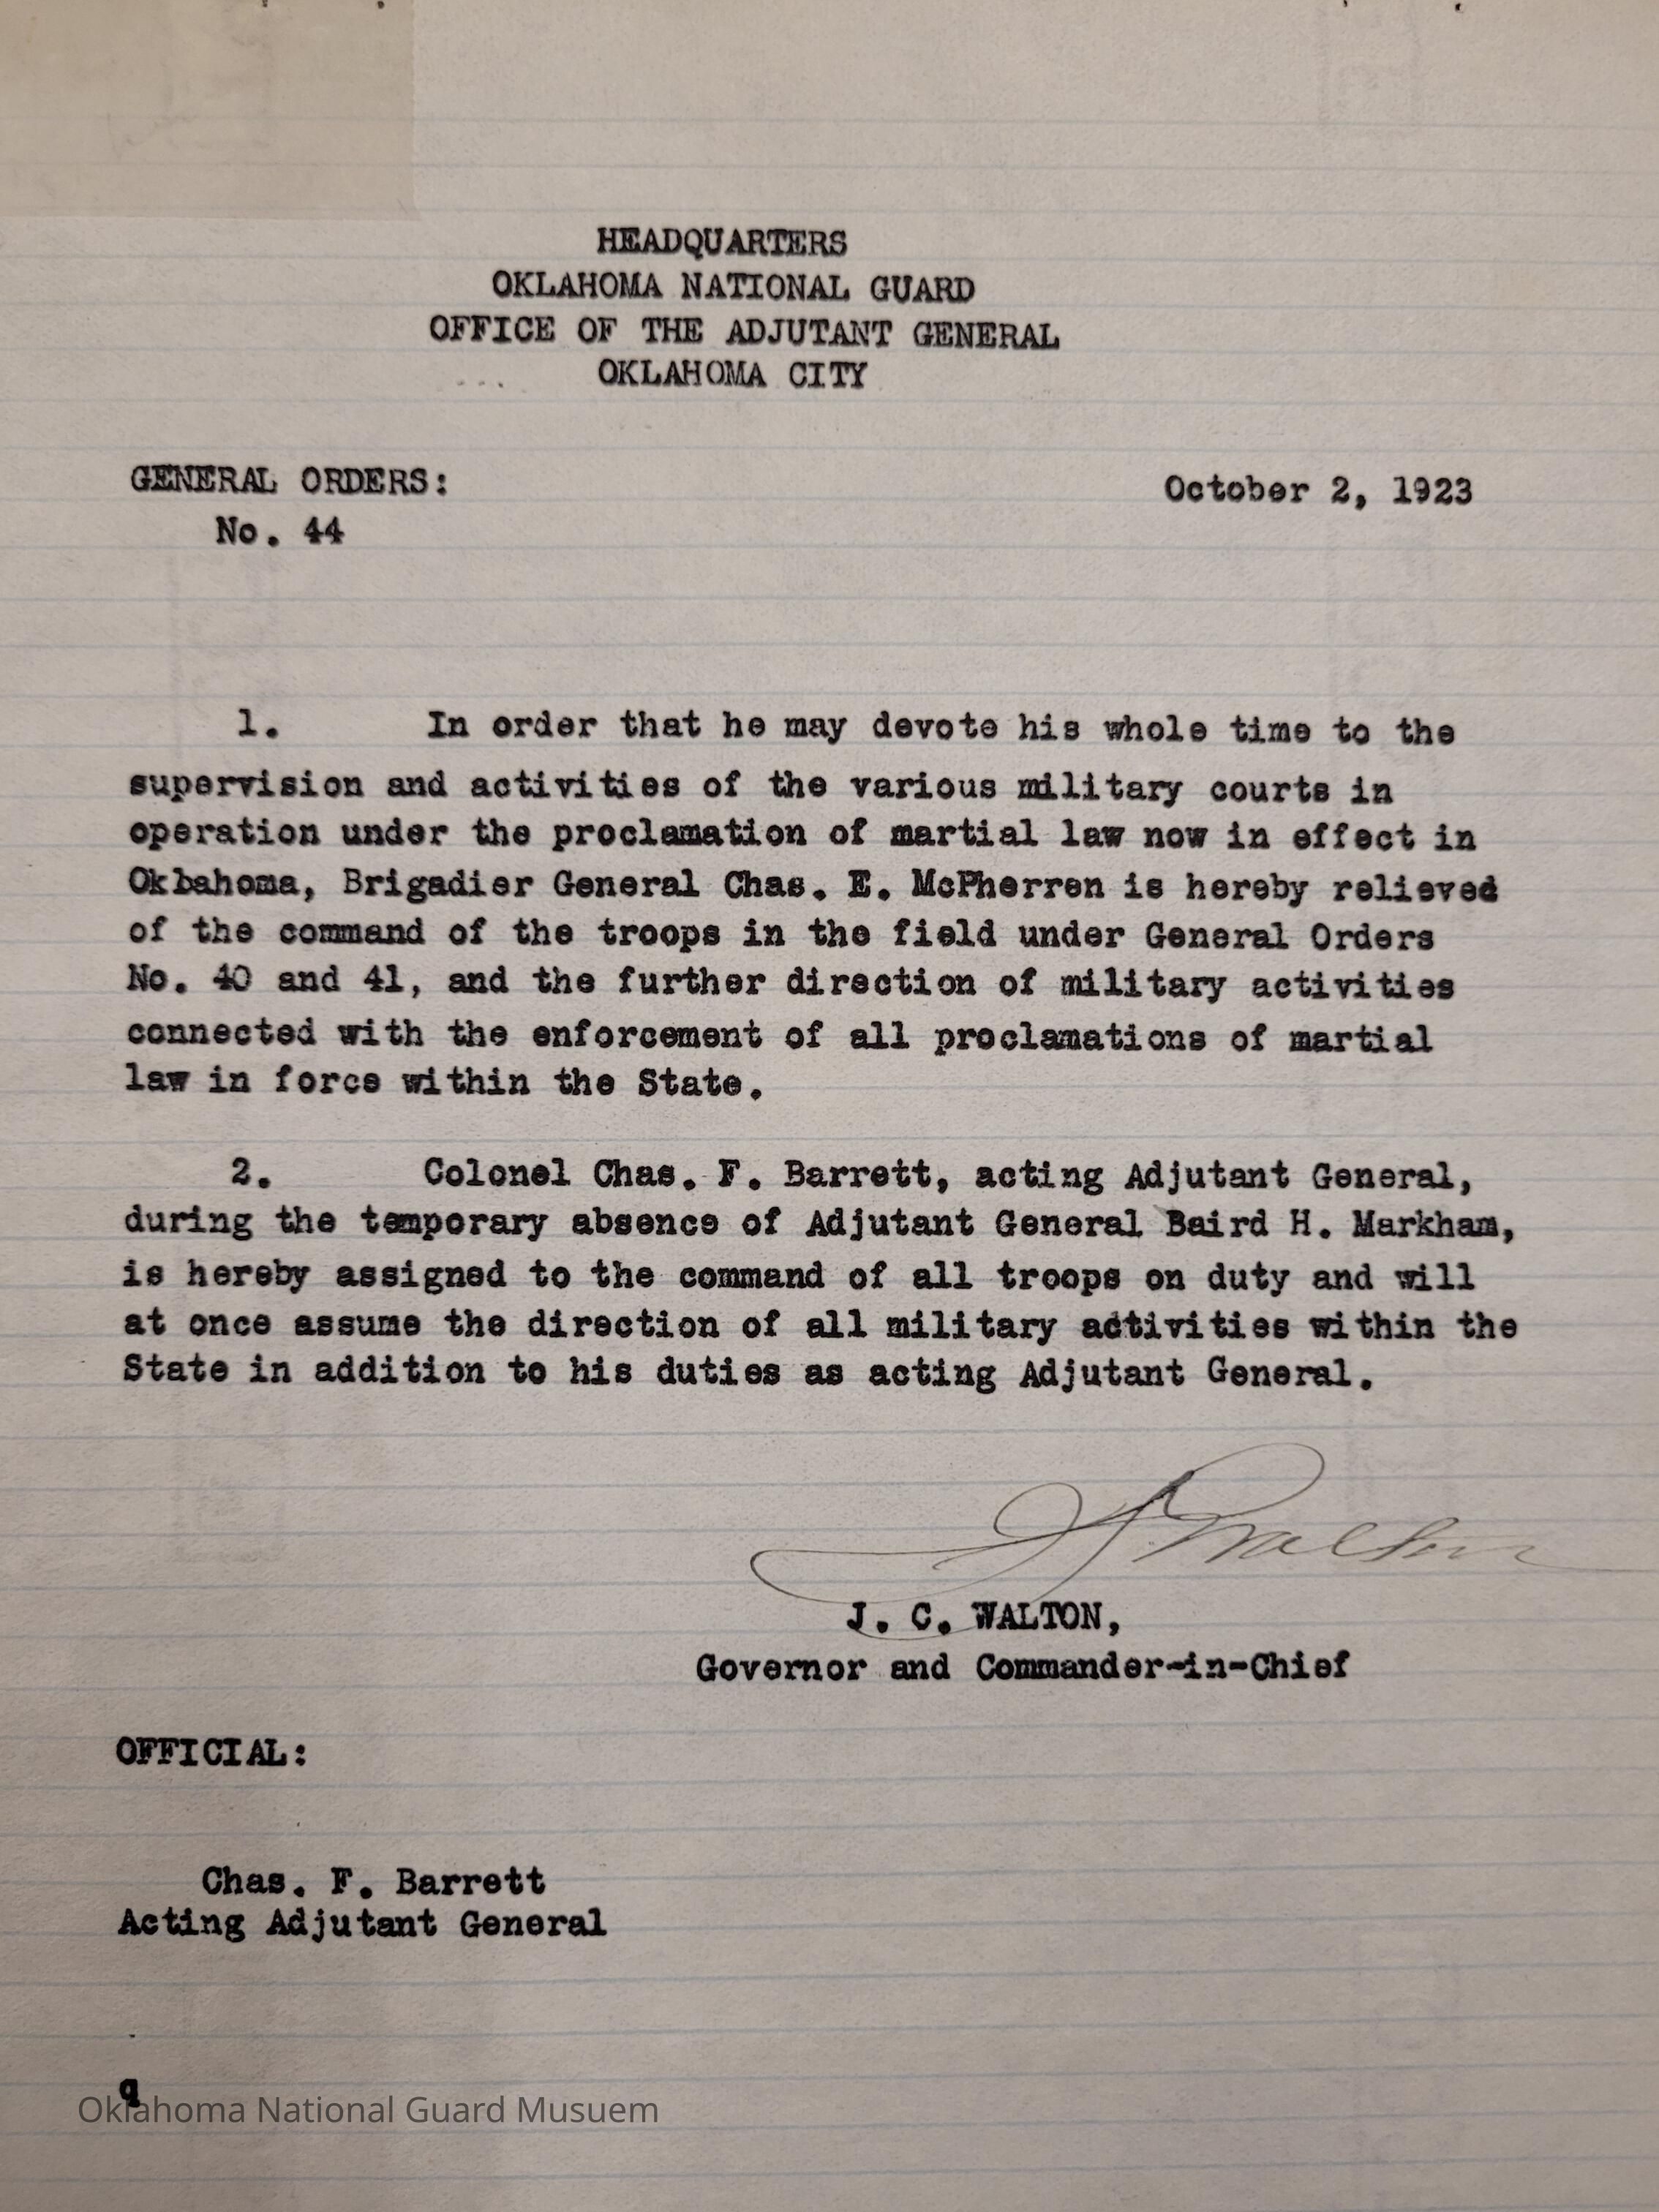 HEADQUARTERS
OKLAHOMA NATIONAL GUARD
OFFICE OF THE ADJUTANT GENERAL
OKLAHOMA CITY
GENERAL ORDERS:
No. 44
October 2, 1923
1. In order that he may devote his whole time to the
supervision and activities of the various military courts in
operation under the proclamation of martial law now in effect in
Okbahoma, Brigadier General Chas. E. McPherren is hereby relieved
of the command of the troops in the field under General Orders
No. 40 and 41, and the further direction of military activities
connected with the enforcement of all proclamations of martial
law in force within the State.
2. Colonel Chas. F. Barrett, acting Adjutant General,
during the temporary absence of Adjutant General Baird H. Markham,
is hereby assigned to the command of all troops on duty and will
at once assume the direction of all military activities within the
State in addition to his duties as acting Adjutant General.
J C Walton
J. C. WALTON,
Governor and Commander-in-Chief
OFFICIAL:
Chas. F. Barrett
Acting Adjutant General
q
Oklahoma National Guard Musuem